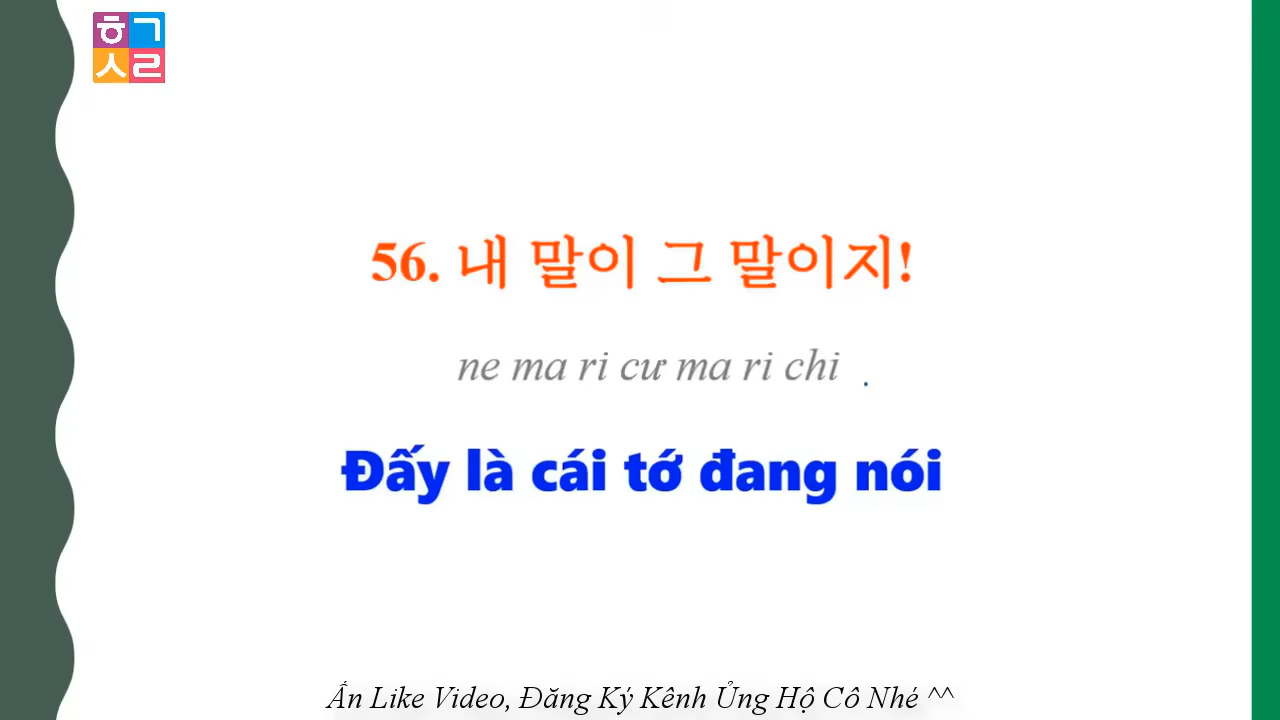 ㅎㄱ
ㅅㄹ
56. 내 말이 그 말이지!
ne ma ri cư ma ri chi .
Đấy là cái tớ đang nói
Ấn Like Video, Đăng Ký Kênh Ủng Hộ Cô Nhé ^^